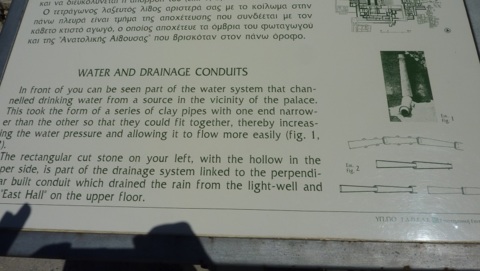 και να διευκολύνεται η απορροή του
Ο τετράγωνος λαξευτός λίθος αριστερά σας με το κοίλωμα στην
πάνω πλευρά είναι τμήμα της αποχέτευσης που συνδέεται με τον
κάθετο κτιστό αγωγό, ο οποίος αποχέτευε τα όμβρια του φωταγωγού
και της 'Ανατολικής Αίθουσας' που βρισκόταν στον πάνω όροφο.
WATER AND DRAINAGE CONDUITS
In front of you can be seen part of the water system that chan-
nelled drinking water from a source in the vicinity of the palace.
This took the form of a series of clay pipes with one end narrow-
er than the other so that they could fit together, thereby increas-
ing the water pressure and allowing it to flow more easily (fig. 1,
The rectangular cut stone on your left, with the hollow in the
per side, is part of the drainage system linked to the perpendi-
ar built conduit which drained the rain from the light-well and
'East Hall' on the upper floor.
Fig. 1
Fig. 2